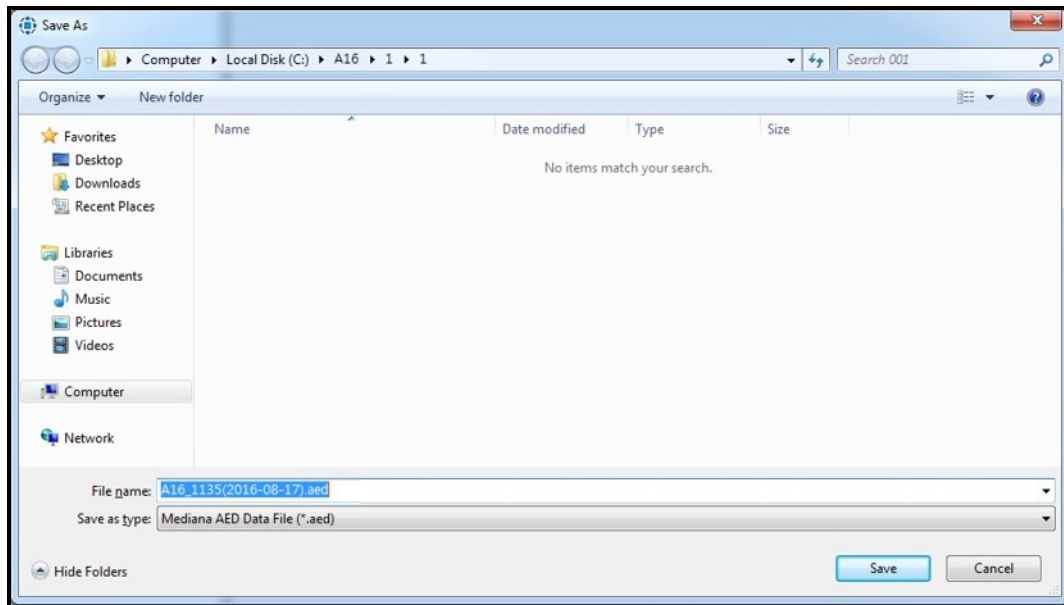 Save As
Computer ▸ Local Disk (C:) ▸ A16 ▸ 1 ▸ 1
Search 001
Organize New folder
Name Date modified Type Size
No items match your search.
Favorites
Desktop
Downloads
Recent Places
Libraries
Documents
Music
Pictures
Videos
Computer
Network
File name: A16_1135(2016-08-17).aed
Save as type: Mediana AED Data File (*.aed)
Hide Folders
Save Cancel